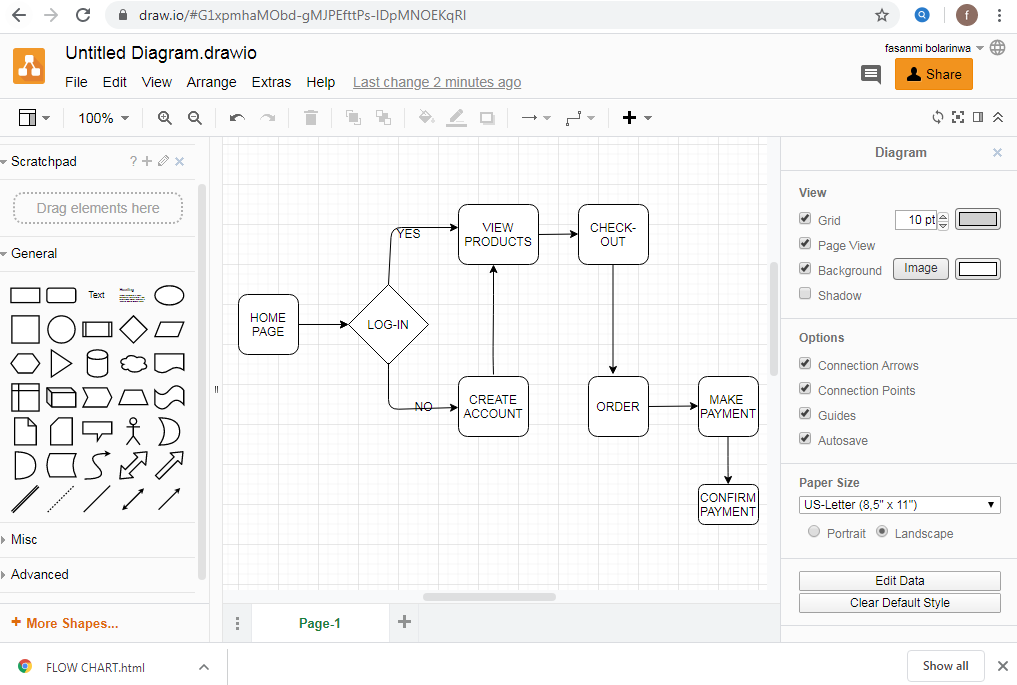 draw.io/#G1xpmhaMObd-gMJPEfttPs-IDpMNOEKqRI
f
Untitled Diagram.drawio
fasanmi bolarinwa
File Edit View Arrange Extras Help Last change 2 minutes ago
Share
100%
Scratchpad ?
Drag elements here
General
Text
Heading
Misc
Advanced
+ More Shapes...
HOME
PAGE
LOG-IN
YES
NO
VIEW
PRODUCTS
CHECK-
OUT
CREATE
ACCOUNT
ORDER
MAKE
PAYMENT
CONFIRM
PAYMENT
Page-1
Diagram
View
Grid 10 pt
Page View
Background Image
Shadow
Options
Connection Arrows
Connection Points
Guides
Autosave
Paper Size
US-Letter (8,5" x 11")
Portrait Landscape
Edit Data
Clear Default Style
FLOW CHART.html
Show all